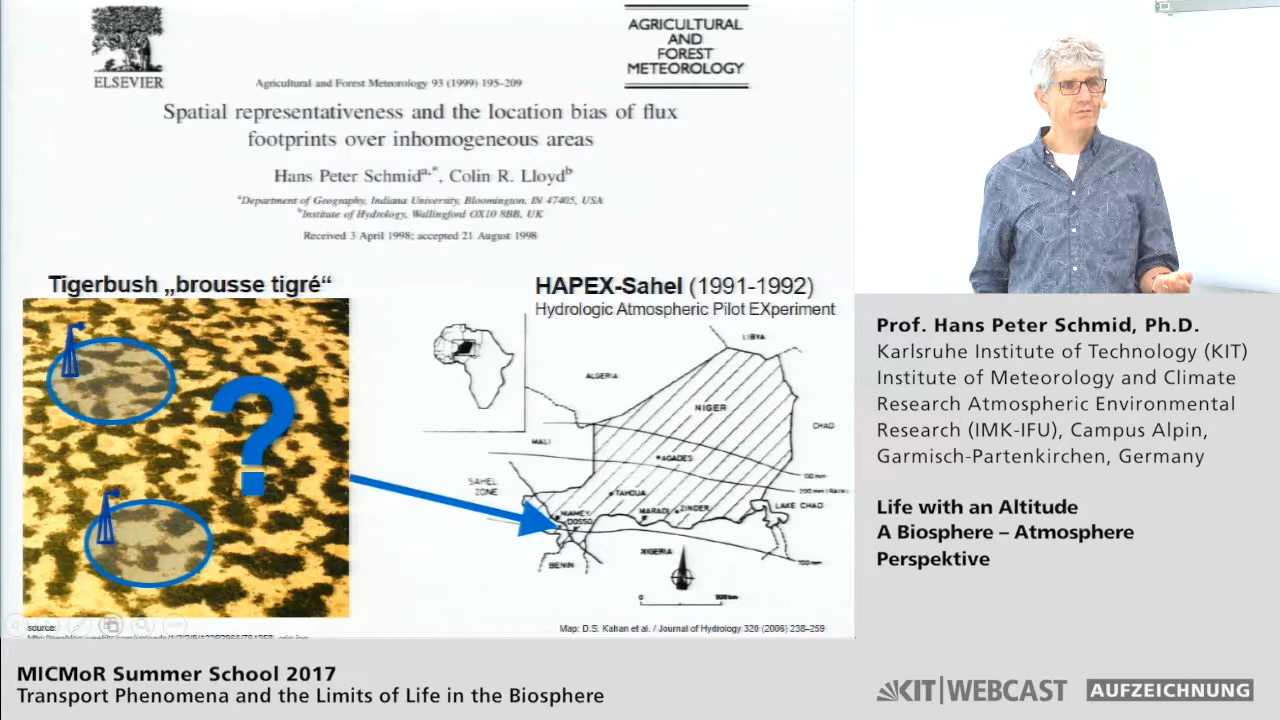 ELSEVIER
AGRICULTURAL
AND
FOREST
METEOROLOGY
Agricultural and Forest Meteorology 93 (1999) 195–209
Spatial representativeness and the location bias of flux
footprints over inhomogeneous areas
Hans Peter Schmid a,*, Colin R. Lloyd b
a Department of Geography, Indiana University, Bloomington, IN 47405, USA
b Institute of Hydrology, Wallingford OX10 8BB, UK
Received 3 April 1998; accepted 21 August 1998
Tigerbush „brousse tigré“
?
source:
HAPEX-Sahel (1991-1992)
Hydrologic Atmospheric Pilot EXperiment
LIBYA
ALGERIA
NIGER
CHAD
MALI
AGADES
SAHEL
ZONE
TAHOUA
NIAMEY
DOSSO
MARADI
ZINDER
LAKE CHAD
NIGERIA
BENIN
0
500 km
Map: D.S. Kahan et al. / Journal of Hydrology 320 (2006) 238–259
Prof. Hans Peter Schmid, Ph.D.
Karlsruhe Institute of Technology (KIT)
Institute of Meteorology and Climate
Research Atmospheric Environmental
Research (IMK-IFU), Campus Alpin,
Garmisch-Partenkirchen, Germany
Life with an Altitude
A Biosphere – Atmosphere
Perspektive
MICMoR Summer School 2017
Transport Phenomena and the Limits of Life in the Biosphere
KIT|WEBCAST
AUFZEICHNUNG